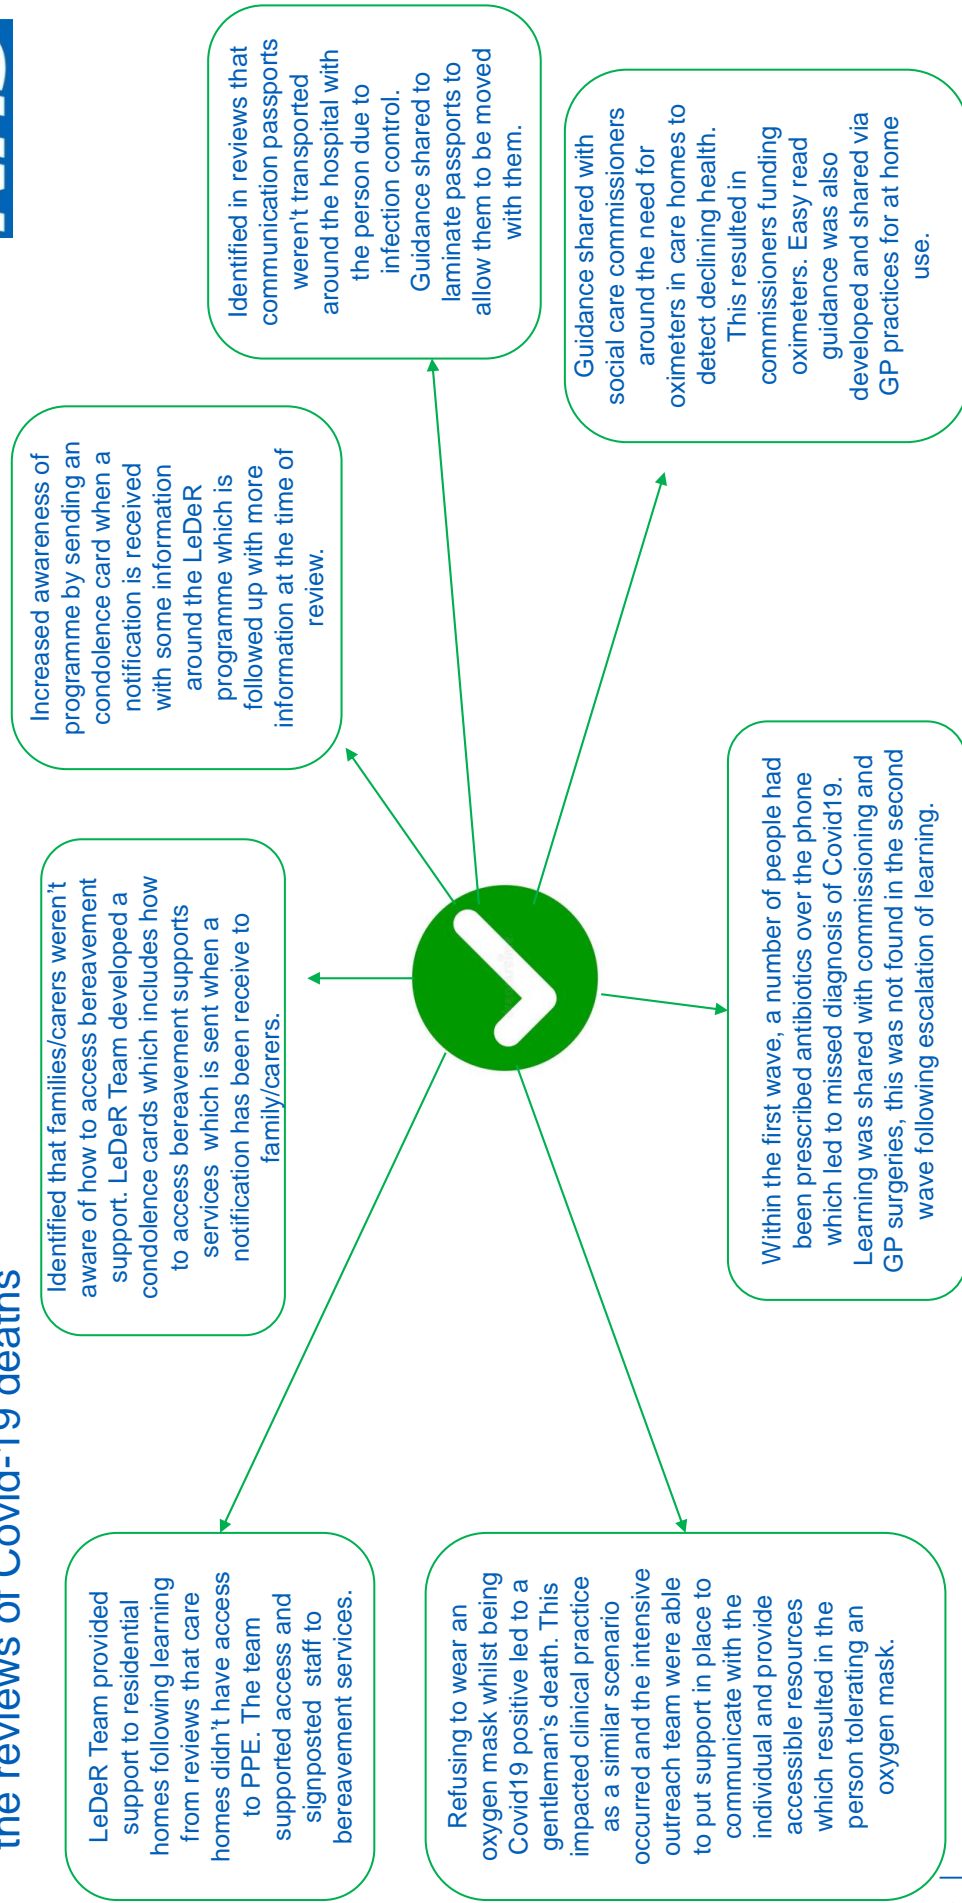 the reviews of Covid-19 deaths
LeDeR Team provided
support to residential
homes following learning
from reviews that care
homes didn't have access
to PPE. The team
supported access and
signposted staff to
bereavement services.
Identified that families/carers weren't
aware of how to access bereavement
support. LeDeR Team developed a
condolence cards which includes how
to access bereavement supports
services which is sent when a
notification has been receive to
family/carers.
Increased awareness of
programme by sending an
condolence card when a
notification is received
with some information
around the LeDeR
programme which is
followed up with more
information at the time of
review.
Identified in reviews that
communication passports
weren't transported
around the hospital with
the person due to
infection control.
Guidance shared to
laminate passports to
allow them to be moved
with them.
Refusing to wear an
oxygen mask whilst being
Covid19 positive led to a
gentleman's death. This
impacted clinical practice
as a similar scenario
occurred and the intensive
outreach team were able
to put support in place to
communicate with the
individual and provide
accessible resources
which resulted in the
person tolerating an
oxygen mask.
Within the first wave, a number of people had
been prescribed antibiotics over the phone
which led to missed diagnosis of Covid19.
Learning was shared with commissioning and
GP surgeries, this was not found in the second
wave following escalation of learning.
Guidance shared with
social care commissioners
around the need for
oximeters in care homes to
detect declining health.
This resulted in
commissioners funding
oximeters. Easy read
guidance was also
developed and shared via
GP practices for at home
use.